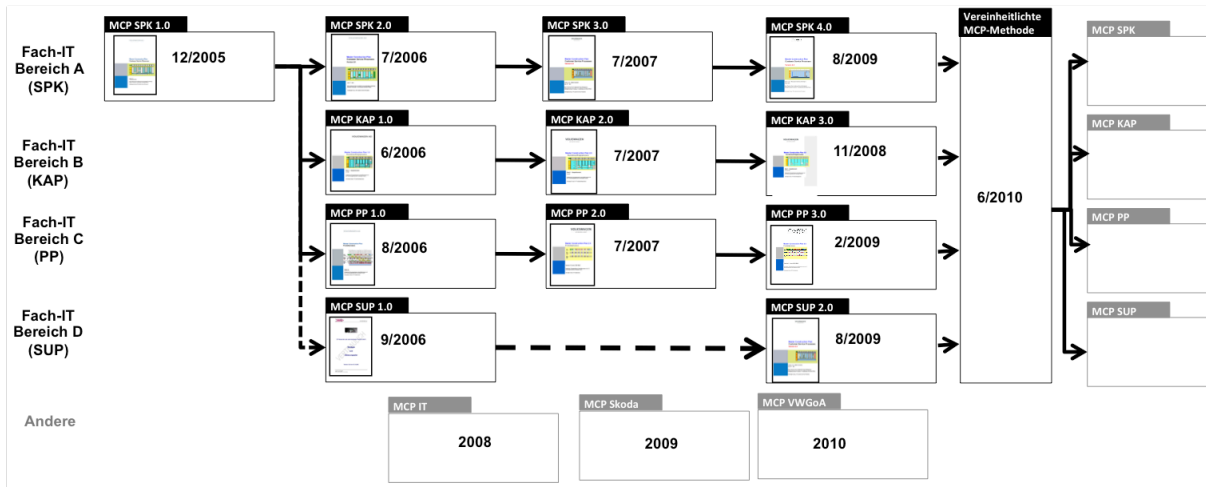 MCP SPK 1.0
12/2005
MCP SPK 2.0
7/2006
MCP SPK 3.0
7/2007
MCP SPK 4.0
8/2009
Vereinheitlichte
MCP-Methode
6/2010
MCP SPK
Fach-IT
Bereich A
(SPK)
MCP KAP 1.0
6/2006
MCP KAP 2.0
7/2007
MCP KAP 3.0
11/2008
MCP KAP
Fach-IT
Bereich B
(KAP)
MCP PP 1.0
8/2006
MCP PP 2.0
7/2007
MCP PP 3.0
2/2009
MCP PP
Fach-IT
Bereich C
(PP)
MCP SUP 1.0
9/2006
MCP SUP 2.0
8/2009
MCP SUP
Fach-IT
Bereich D
(SUP)
Andere
MCP IT
2008
MCP Skoda
2009
MCP VWGoA
2010